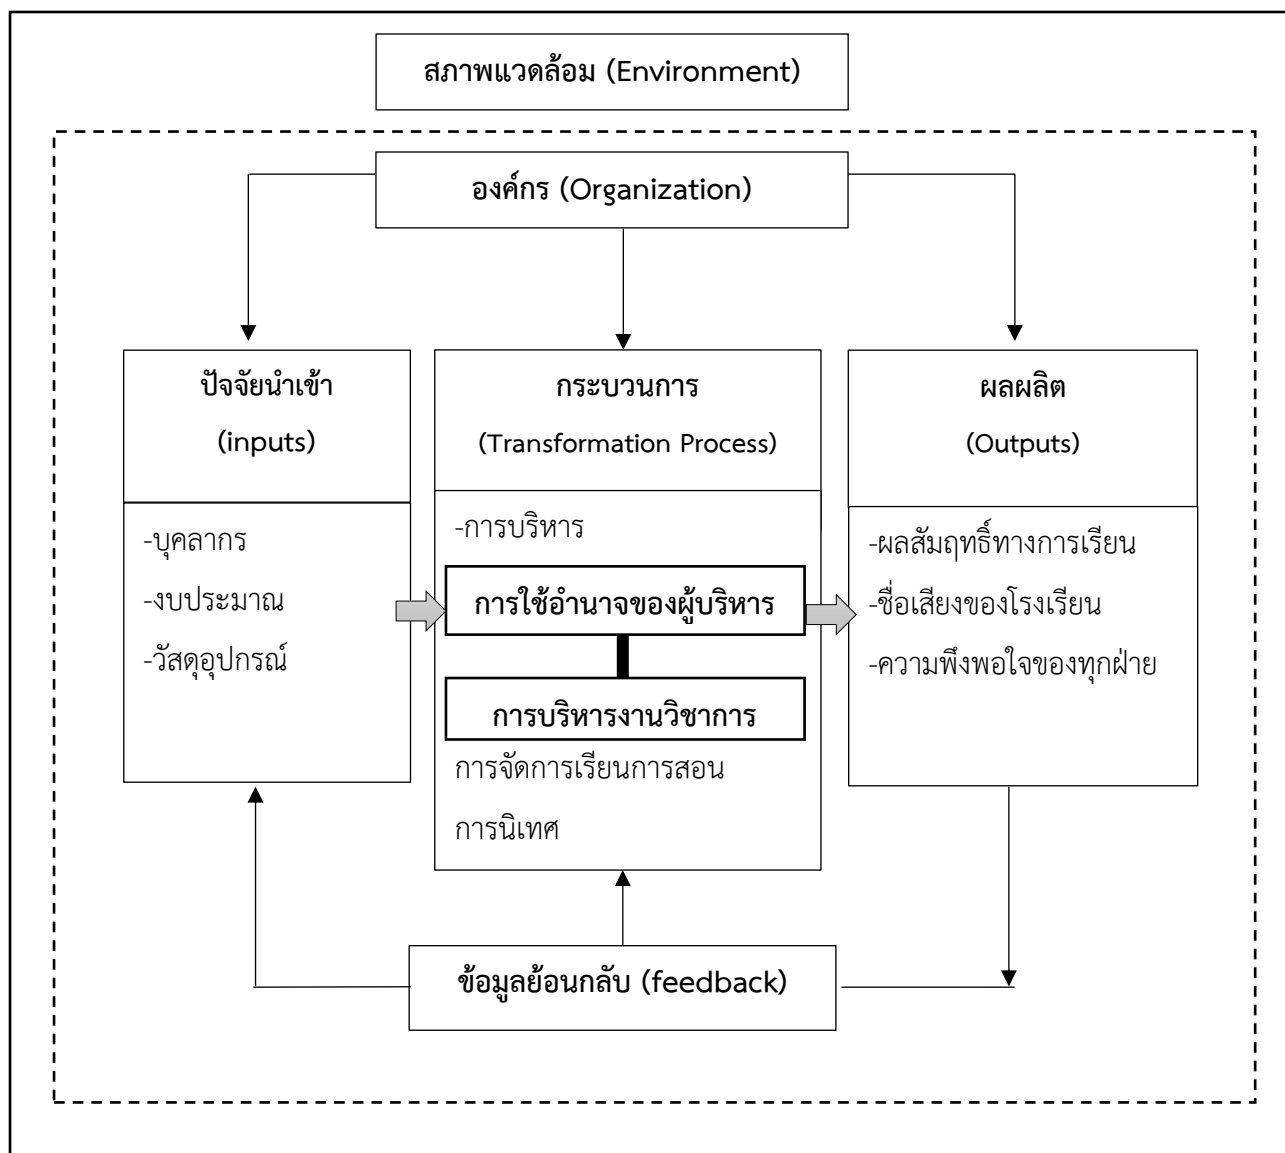 สภาพแวดล้อม (Environment)
องค์กร (Organization)
ปัจจัยนำเข้า
(inputs)
-บุคลากร
-งบประมาณ
-วัสดุอุปกรณ์
กระบวนการ
(Transformation Process)
-การบริหาร
การใช้อำนาจของผู้บริหาร
การบริหารงานวิชาการ
การจัดการเรียนการสอน
การนิเทศ
ผลผลิต
(Outputs)
-ผลสัมฤทธิ์ทางการเรียน
-ชื่อเสียงของโรงเรียน
-ความพึงพอใจของทุกฝ่าย
ข้อมูลย้อนกลับ (feedback)